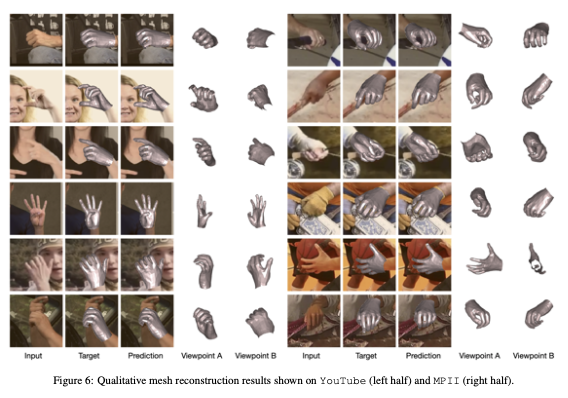 Input Target Prediction Viewpoint A Viewpoint B Input Target Prediction Viewpoint A Viewpoint B
Figure 6: Qualitative mesh reconstruction results shown on YouTube (left half) and MPII (right half).